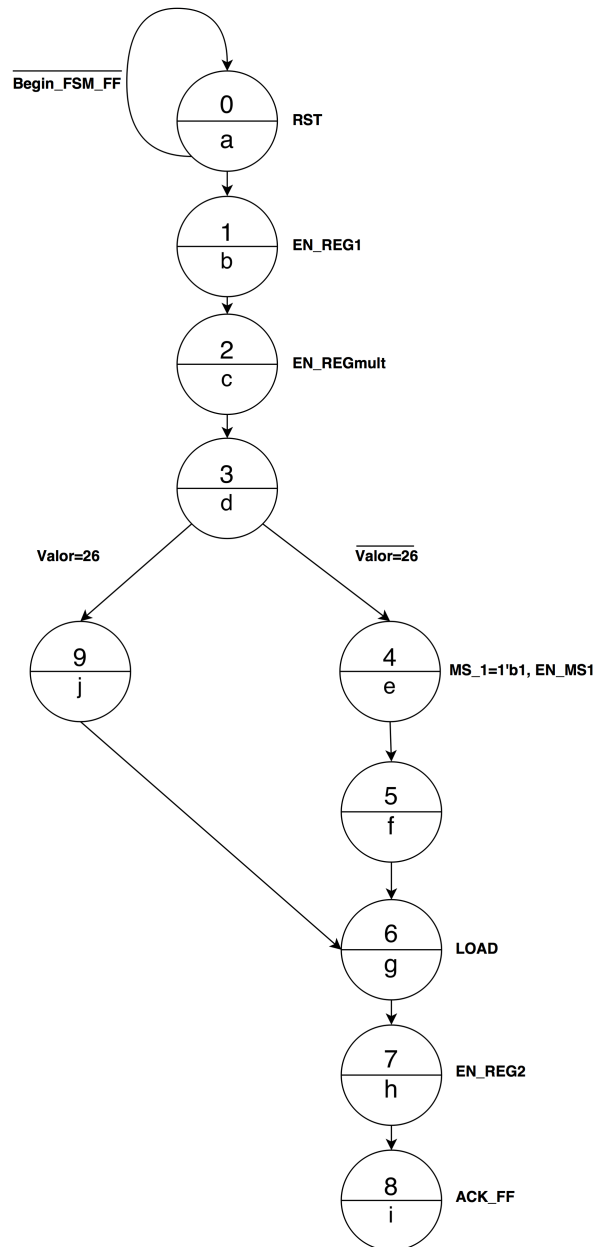 Begin_FSM_FF
0
a
RST
1
b
EN_REG1
2
c
EN_REGmult
3
d
Valor=26
Valor=26
9
j
4
e
MS_1=1'b1, EN_MS1
5
f
6
g
LOAD
7
h
EN_REG2
8
i
ACK_FF